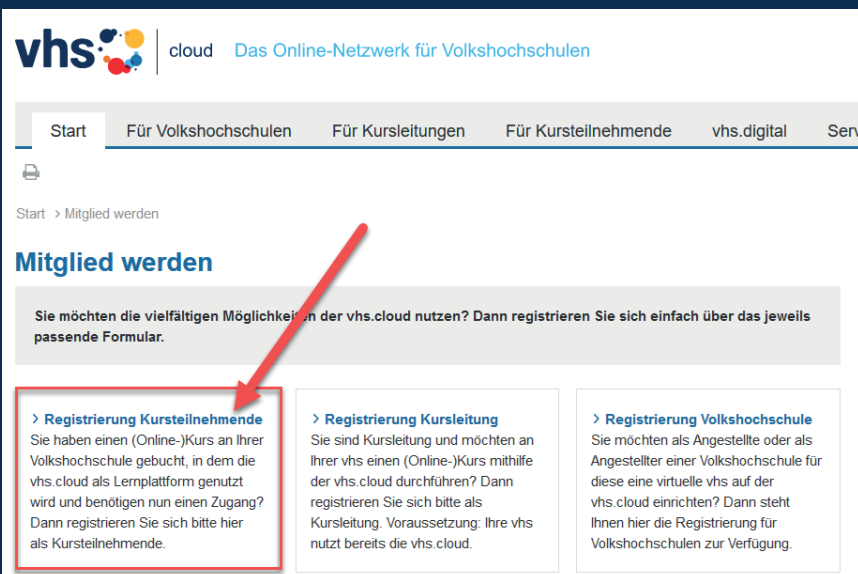 vhs cloud Das Online-Netzwerk für Volkshochschulen
Start Für Volkshochschulen Für Kursleitungen Für Kursteilnehmende vhs.digital Serv
Start > Mitglied werden
Mitglied werden
Sie möchten die vielfältigen Möglichkeiten der vhs.cloud nutzen? Dann registrieren Sie sich einfach über das jeweils
passende Formular.
> Registrierung Kursteilnehmende
Sie haben einen (Online-)Kurs an Ihrer
Volkshochschule gebucht, in dem die
vhs.cloud als Lernplattform genutzt
wird und benötigen nun einen Zugang?
Dann registrieren Sie sich bitte hier
als Kursteilnehmende.
> Registrierung Kursleitung
Sie sind Kursleitung und möchten an
Ihrer vhs einen (Online-)Kurs mithilfe
der vhs.cloud durchführen? Dann
registrieren Sie sich bitte als
Kursleitung. Voraussetzung: Ihre vhs
nutzt bereits die vhs.cloud.
> Registrierung Volkshochschule
Sie möchten als Angestellte oder als
Angestellter einer Volkshochschule für
diese eine virtuelle vhs auf der
vhs.cloud einrichten? Dann steht
Ihnen hier die Registrierung für
Volkshochschulen zur Verfügung.